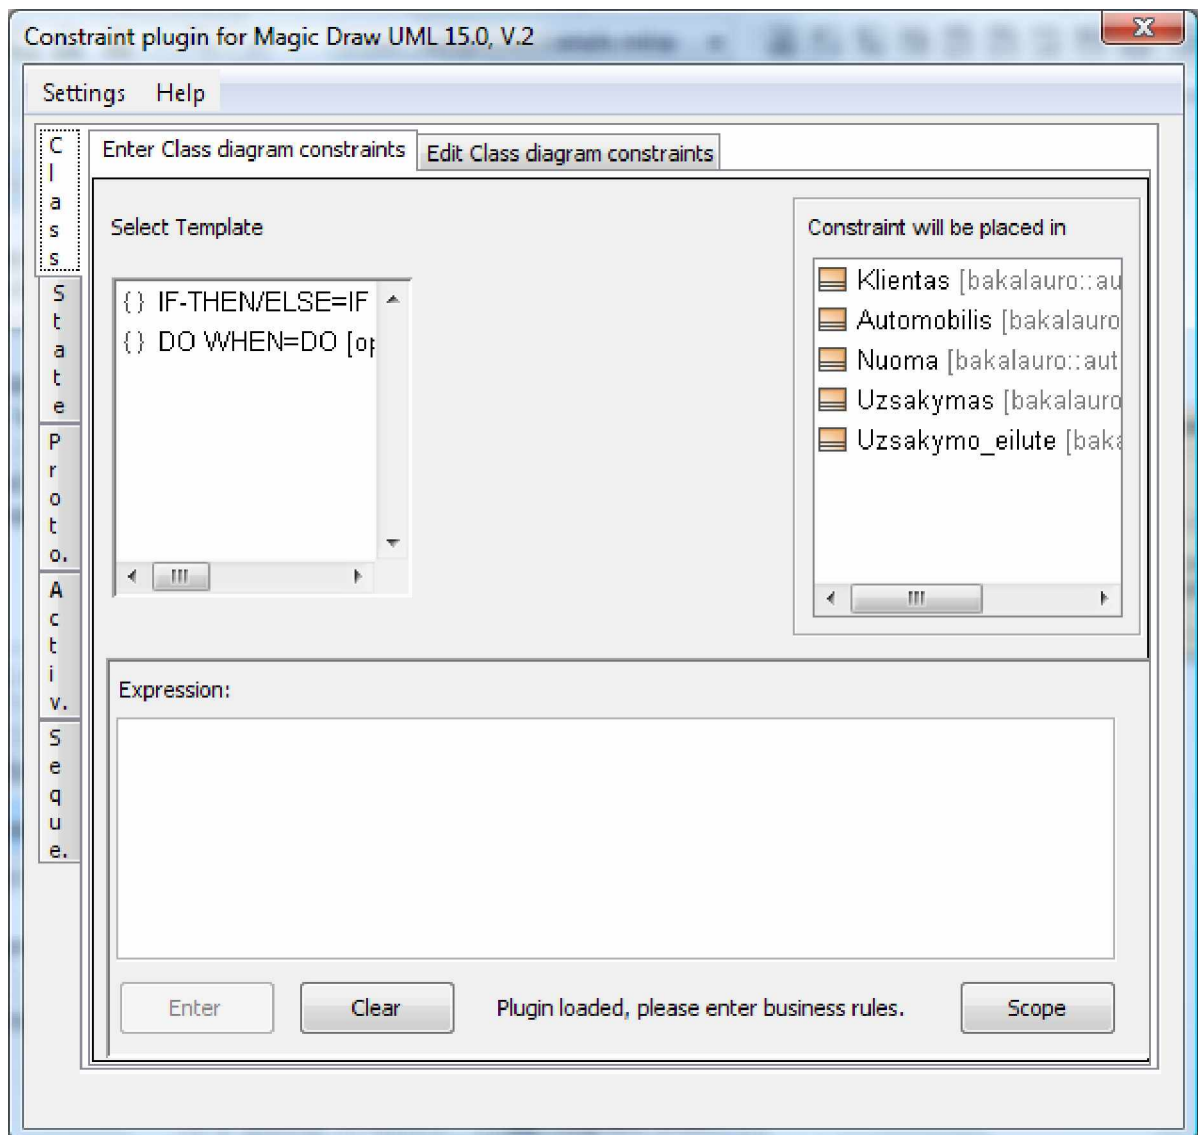 Constraint plugin for Magic Draw UML 15.0, V.2
X
Settings Help
Class
State
Proto.
Activ.
Seque.
Enter Class diagram constraints
Edit Class diagram constraints
Select Template
{} IF-THEN/ELSE=IF
{} DO WHEN=DO [op
Constraint will be placed in
Klientas [bakalauro::au
Automobilis [bakalauro
Nuoma [bakalauro::aut
Uzsakymas [bakalauro
Uzsakymo_eilute [baka
Expression:
Enter
Clear
Plugin loaded, please enter business rules.
Scope